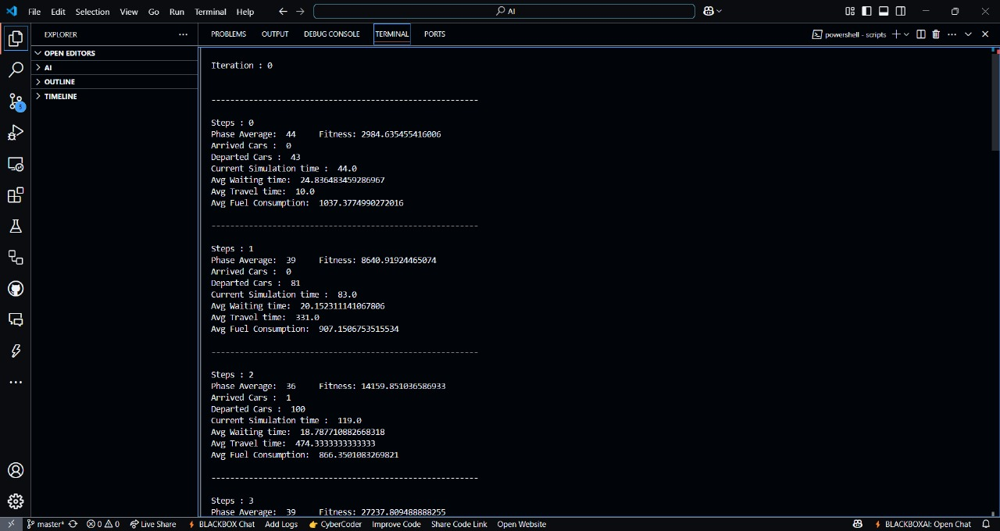 File Edit Selection View Go Run Terminal Help AI
EXPLORER ... PROBLEMS OUTPUT DEBUG CONSOLE TERMINAL PORTS powershell - scripts
OPEN EDITORS
AI
OUTLINE
TIMELINE
5
Iteration : 0
---------------------------------------------------------
Steps : 0
Phase Average: 44 Fitness: 2984.635455416006
Arrived Cars : 0
Departed Cars : 43
Current Simulation time : 44.0
Avg Waiting time: 24.836483459286967
Avg Travel time: 10.0
Avg Fuel Consumption: 1037.3774990272016
---------------------------------------------------------
Steps : 1
Phase Average: 39 Fitness: 8640.91924465074
Arrived Cars : 0
Departed Cars : 81
Current Simulation time : 83.0
Avg Waiting time: 20.152311141067806
Avg Travel time: 331.0
Avg Fuel Consumption: 907.1506753515534
---------------------------------------------------------
Steps : 2
Phase Average: 36 Fitness: 14159.851036586933
Arrived Cars : 1
Departed Cars : 100
Current Simulation time : 119.0
Avg Waiting time: 18.787710882668318
Avg Travel time: 474.3333333333333
Avg Fuel Consumption: 866.3501083269821
---------------------------------------------------------
Steps : 3
Phase Average: 39 Fitness: 27237.809488888255
master* 0 0 Live Share BLACKBOX Chat Add Logs CyberCoder Improve Code Share Code Link Open Website BLACKBOXAI: Open Chat